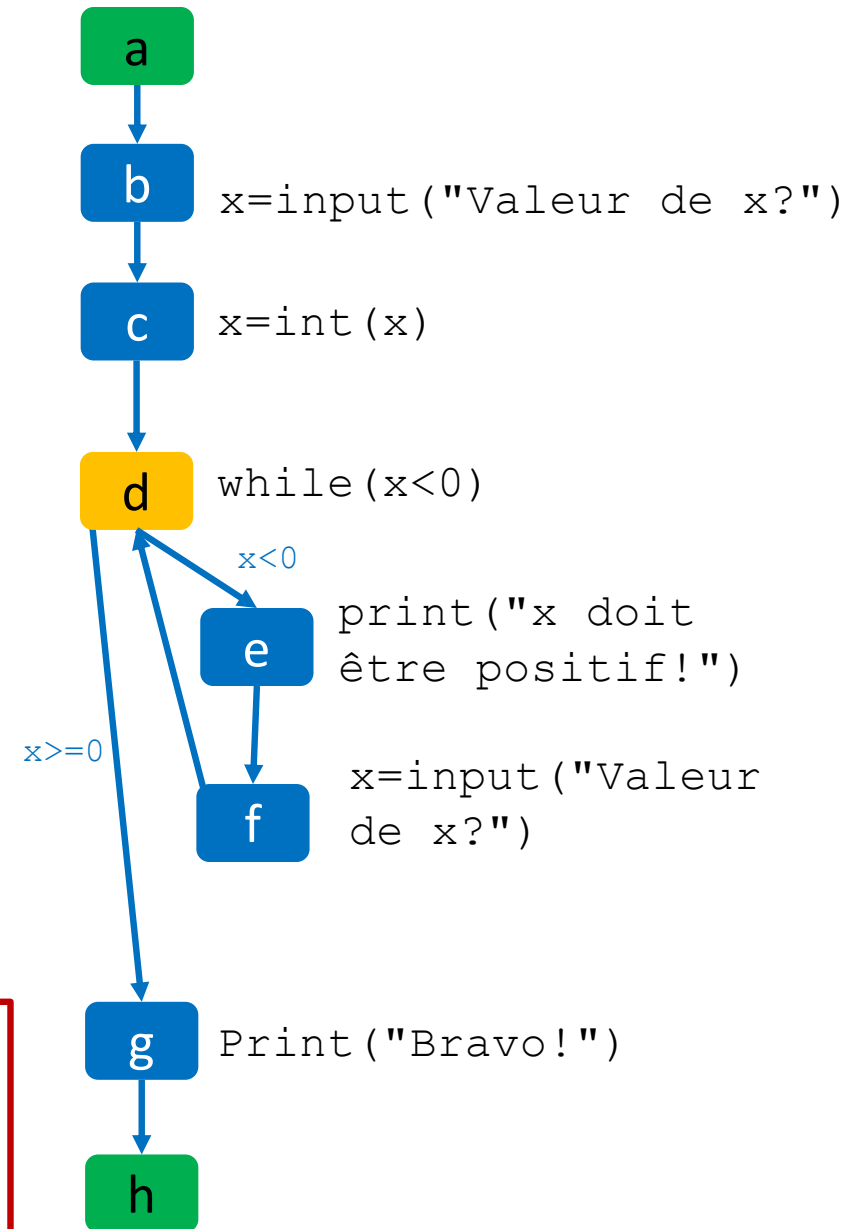 a
b
x=input("Valeur de x?")
c
x=int(x)
d
while(x<0)
x<0
e
print("x doit
être positif!")
x>=0
f
x=input("Valeur
de x?")
g
Print("Bravo!")
h